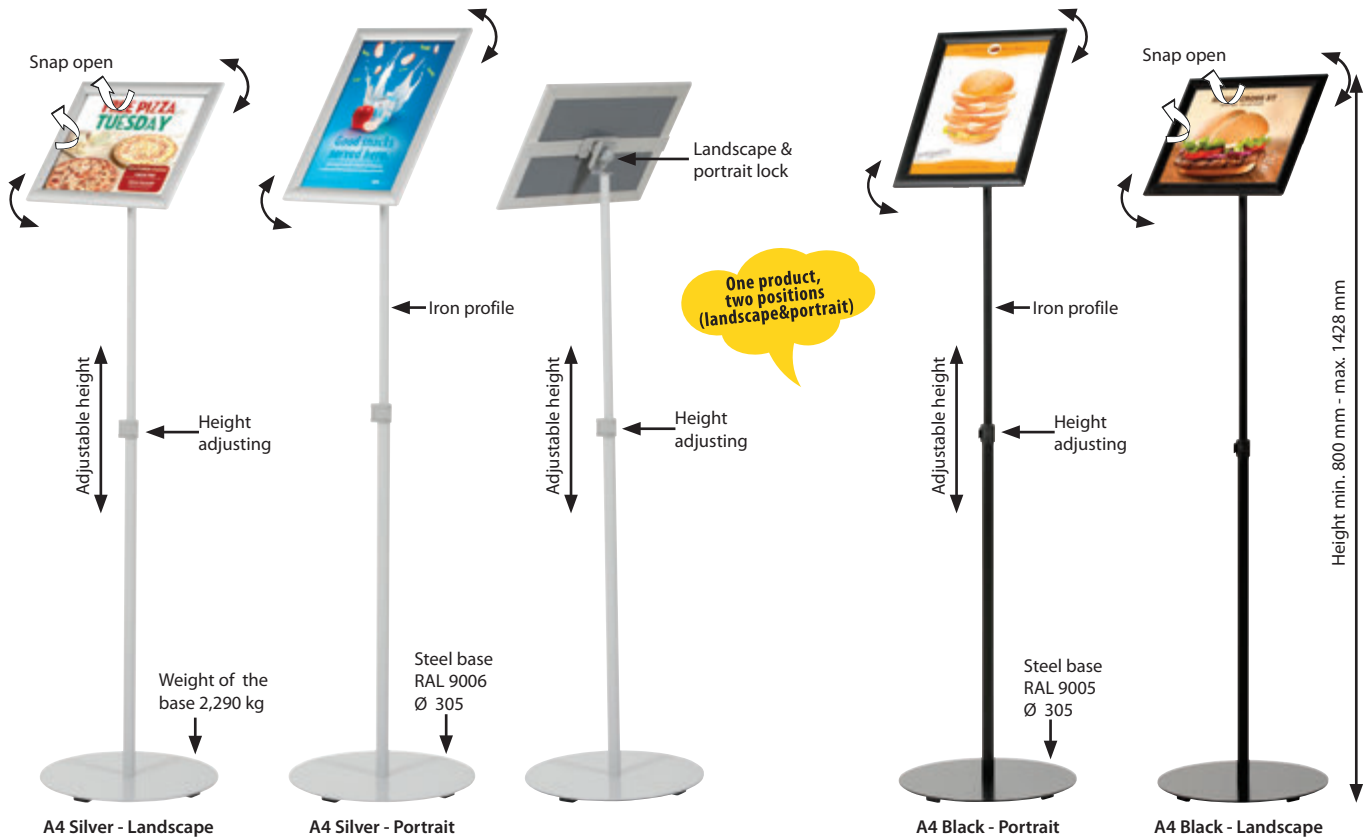 Snap open
FREE PIZZA
TUESDAY
Good snacks
served here.
Landscape &
portrait lock
Snap open
One product,
two positions
(landscape&portrait)
Iron profile
Iron profile
Adjustable height
Height
adjusting
Adjustable height
Height
adjusting
Adjustable height
Height
adjusting
Height min. 800 mm - max. 1428 mm
Weight of the
base 2,290 kg
Steel base
RAL 9006
Ø 305
Steel base
RAL 9005
Ø 305
A4 Silver - Landscape
A4 Silver - Portrait
A4 Black - Portrait
A4 Black - Landscape